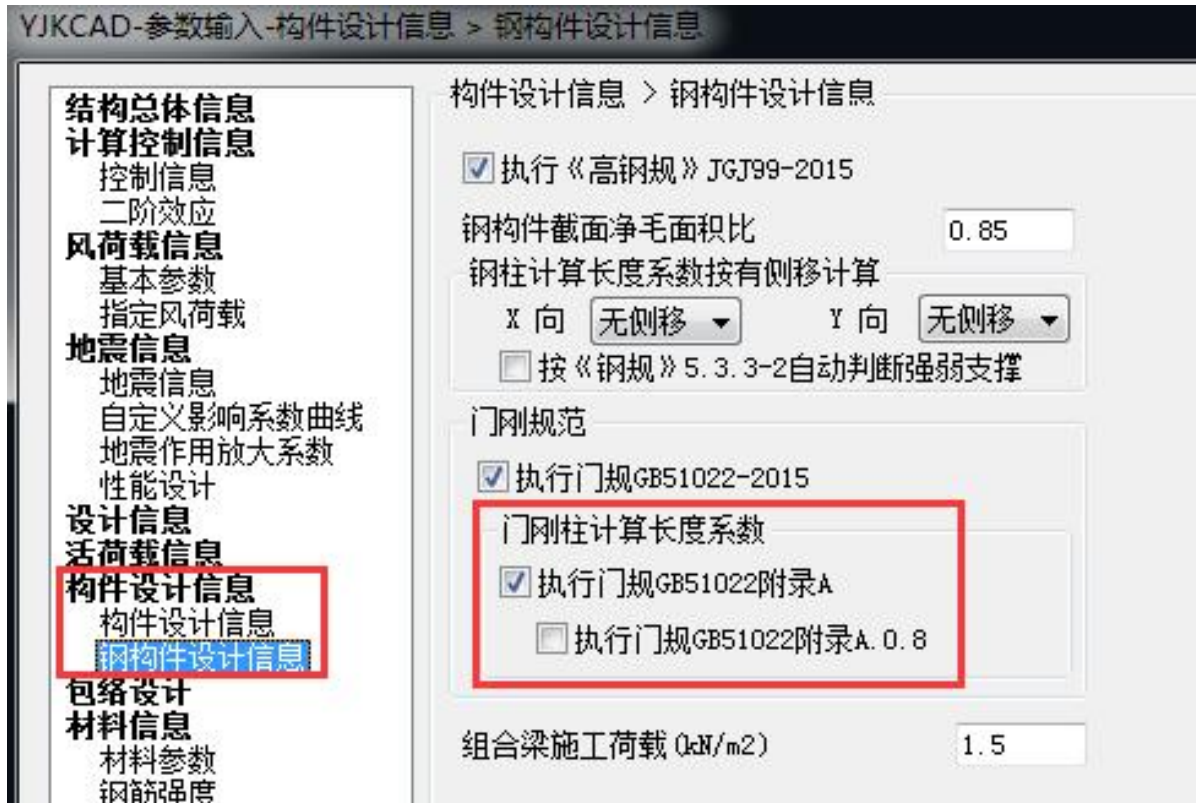 YJKCAD-参数输入-构件设计信息 > 钢构件设计信息
结构总体信息
计算控制信息
控制信息
二阶效应
风荷载信息
基本参数
指定风荷载
地震信息
地震信息
自定义影响系数曲线
地震作用放大系数
性能设计
设计信息
活荷载信息
构件设计信息
构件设计信息
钢构件设计信息
包络设计
材料信息
材料参数
钢筋强度
构件设计信息 > 钢构件设计信息
执行《高钢规》JGJ99-2015
钢构件截面净毛面积比 0.85
钢柱计算长度系数按有侧移计算
X 向 无侧移 Y 向 无侧移
按《钢规》5.3.3-2自动判断强弱支撑
门刚规范
执行门规GB51022-2015
门刚柱计算长度系数
执行门规GB51022附录A
执行门规GB51022附录A.0.8
组合梁施工荷载(kN/m2) 1.5